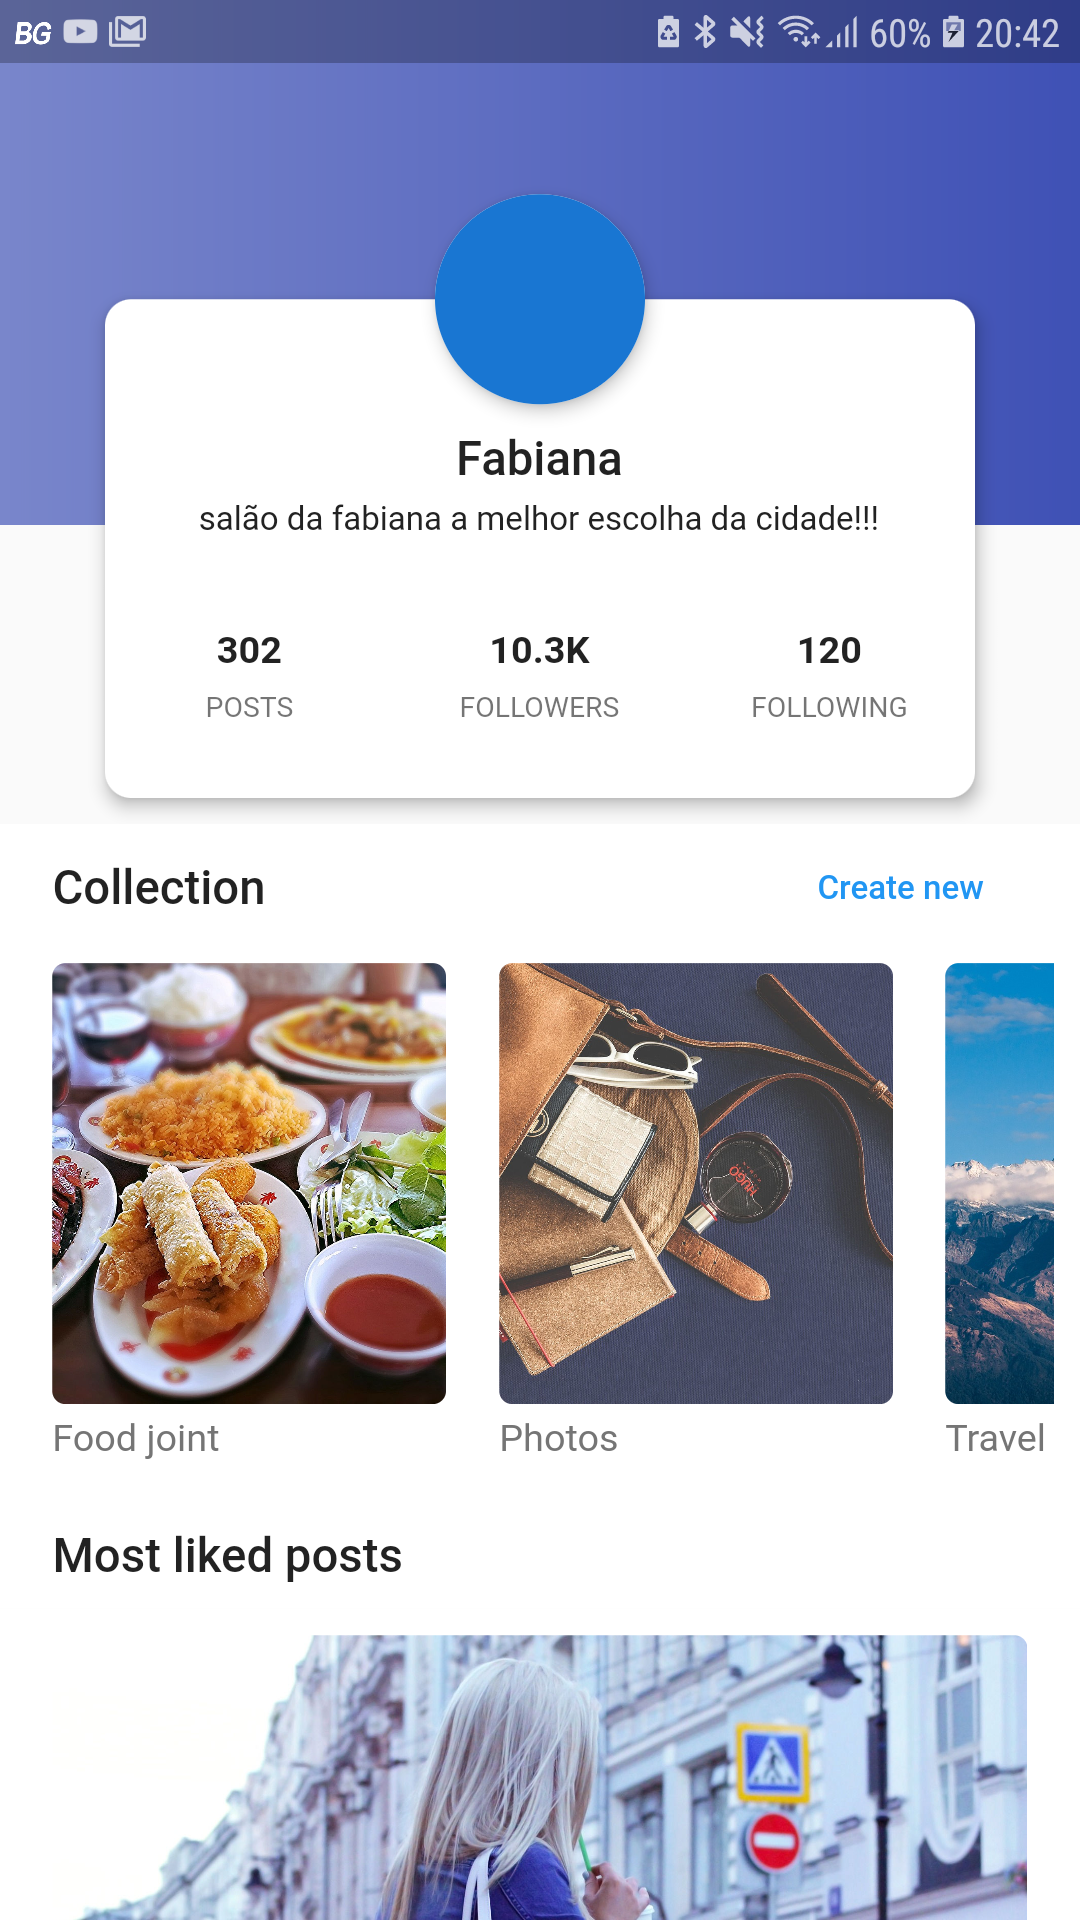 BG
60% 20:42
Fabiana
salão da fabiana a melhor escolha da cidade!!!
302 10.3K 120
POSTS FOLLOWERS FOLLOWING
Collection Create new
HUGO
Food joint Photos Travel
Most liked posts